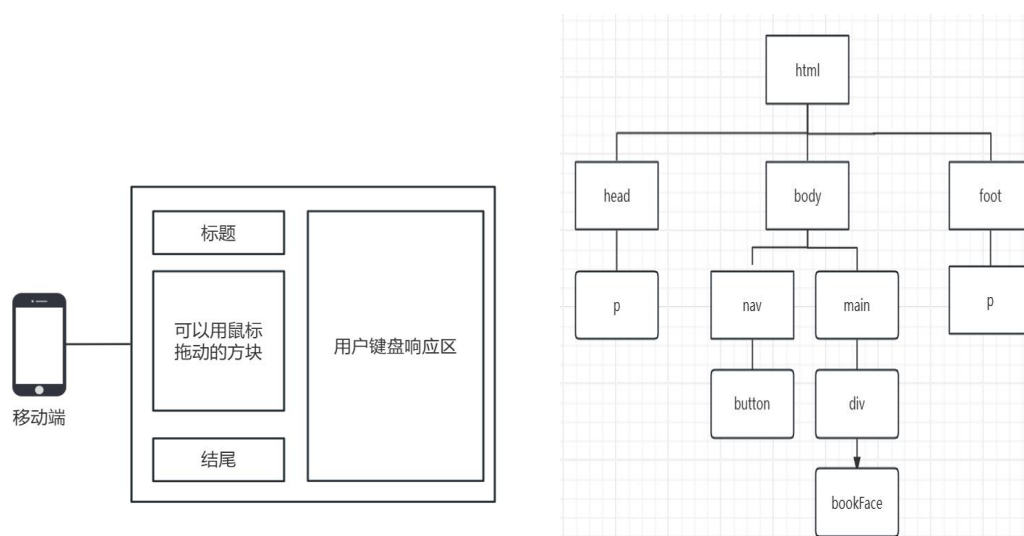 标题
可以用鼠标
拖动的方块
结尾
用户键盘响应区
移动端
html
head
body
foot
p
nav
main
p
button
div
bookFace